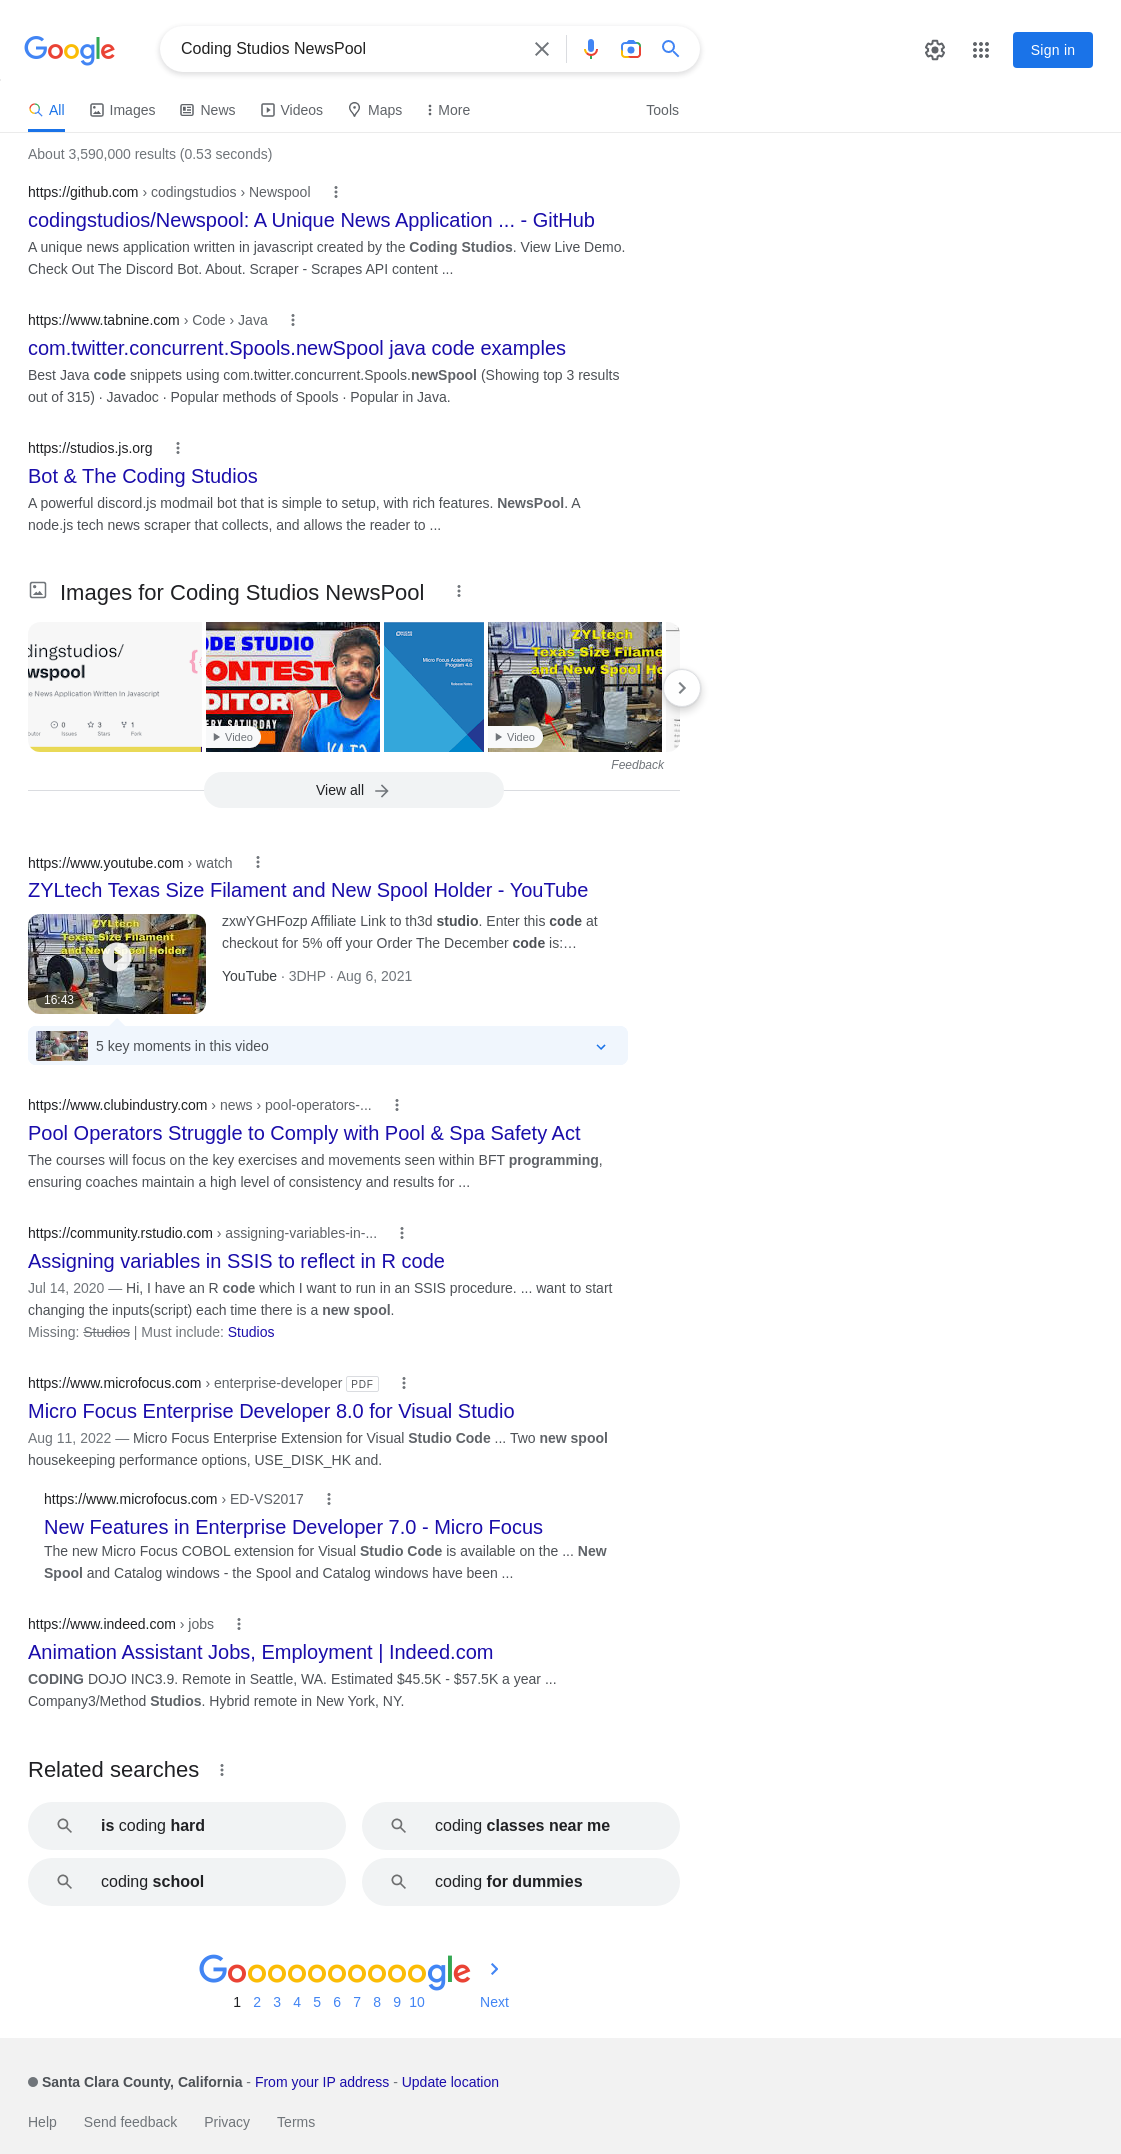 Google
Coding Studios NewsPool
Sign in
All
Images
News
Videos
Maps
More
Tools
About 3,590,000 results (0.53 seconds)
https://github.com › codingstudios › Newspool
codingstudios/Newspool: A Unique News Application ... - GitHub
A unique news application written in javascript created by the Coding Studios. View Live Demo.
Check Out The Discord Bot. About. Scraper - Scrapes API content ...
https://www.tabnine.com › Code › Java
com.twitter.concurrent.Spools.newSpool java code examples
Best Java code snippets using com.twitter.concurrent.Spools.newSpool (Showing top 3 results
out of 315) · Javadoc · Popular methods of Spools · Popular in Java.
https://studios.js.org
Bot & The Coding Studios
A powerful discord.js modmail bot that is simple to setup, with rich features. NewsPool. A
node.js tech news scraper that collects, and allows the reader to ...
Images for Coding Studios NewsPool
dingstudios/
wspool
e News Application Written In Javascript
0
3
1
Issues
Stars
Fork
ODE STUDIO
ONTEST
DITORIAL
ERY SATURDAY
Video
Micro Focus Academic
Program 4.0
Release Notes
ZYLtech
Texas Size Filame
and New Spool Ho
Video
Feedback
View all
https://www.youtube.com › watch
ZYLtech Texas Size Filament and New Spool Holder - YouTube
ZYLtech
Texas Size Filament
and New Spool Holder
16:43
zxwYGHFozp Affiliate Link to th3d studio. Enter this code at
checkout for 5% off your Order The December code is:…
YouTube · 3DHP · Aug 6, 2021
5 key moments in this video
https://www.clubindustry.com › news › pool-operators-...
Pool Operators Struggle to Comply with Pool & Spa Safety Act
The courses will focus on the key exercises and movements seen within BFT programming,
ensuring coaches maintain a high level of consistency and results for ...
https://community.rstudio.com › assigning-variables-in-...
Assigning variables in SSIS to reflect in R code
Jul 14, 2020 — Hi, I have an R code which I want to run in an SSIS procedure. ... want to start
changing the inputs(script) each time there is a new spool.
Missing: Studios | Must include: Studios
https://www.microfocus.com › enterprise-developer PDF
Micro Focus Enterprise Developer 8.0 for Visual Studio
Aug 11, 2022 — Micro Focus Enterprise Extension for Visual Studio Code ... Two new spool
housekeeping performance options, USE_DISK_HK and.
https://www.microfocus.com › ED-VS2017
New Features in Enterprise Developer 7.0 - Micro Focus
The new Micro Focus COBOL extension for Visual Studio Code is available on the ... New
Spool and Catalog windows - the Spool and Catalog windows have been ...
https://www.indeed.com › jobs
Animation Assistant Jobs, Employment | Indeed.com
CODING DOJO INC3.9. Remote in Seattle, WA. Estimated $45.5K - $57.5K a year ...
Company3/Method Studios. Hybrid remote in New York, NY.
Related searches
is coding hard
coding classes near me
coding school
coding for dummies
Goooooooooogle
1 2 3 4 5 6 7 8 9 10 Next
Santa Clara County, California - From your IP address - Update location
Help Send feedback Privacy Terms